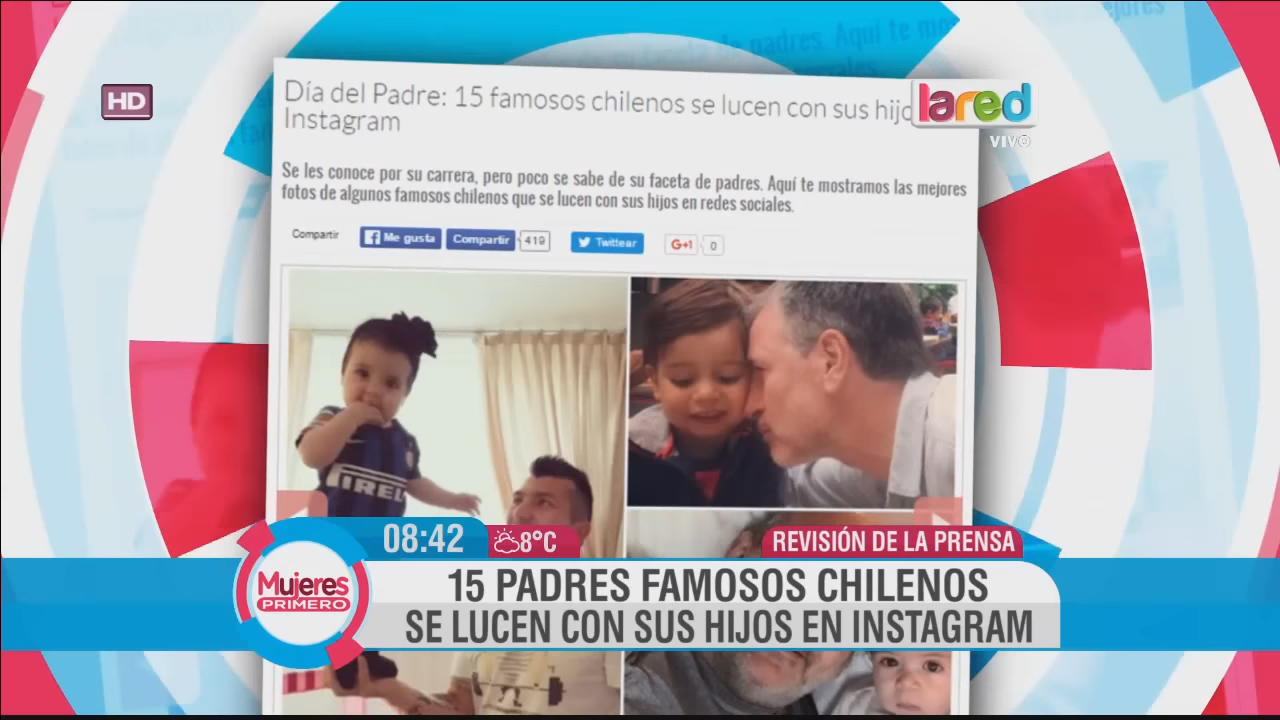 HD
lared
VIVO
Día del Padre: 15 famosos chilenos se lucen con sus hijo
Instagram
Se les conoce por su carrera, pero poco se sabe de su faceta de padres. Aquí te mostramos las mejores
fotos de algunos famosos chilenos que se lucen con sus hijos en redes sociales.
Compartir
Me gusta
Compartir
419
Twittear
G+1
0
PIREL
08:42
8°C
REVISIÓN DE LA PRENSA
Mujeres
PRIMERO
15 PADRES FAMOSOS CHILENOS
SE LUCEN CON SUS HIJOS EN INSTAGRAM